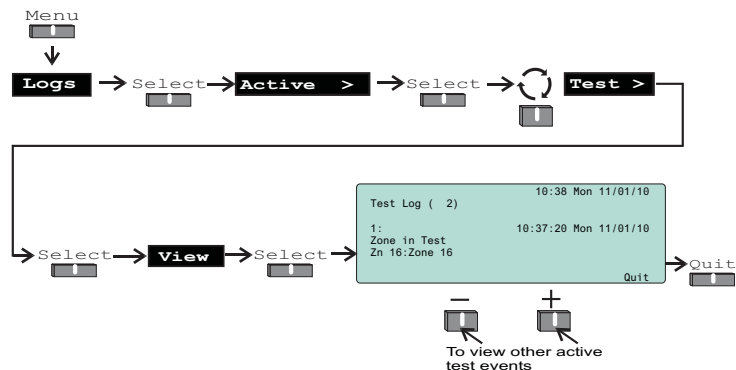 Menu
Logs
Select
Active >
Select
Test >
Select
View
Select
10:38 Mon 11/01/10
Test Log ( 2)
1: 10:37:20 Mon 11/01/10
Zone in Test
Zn 16:Zone 16
Quit
Quit
– +
To view other active
test events